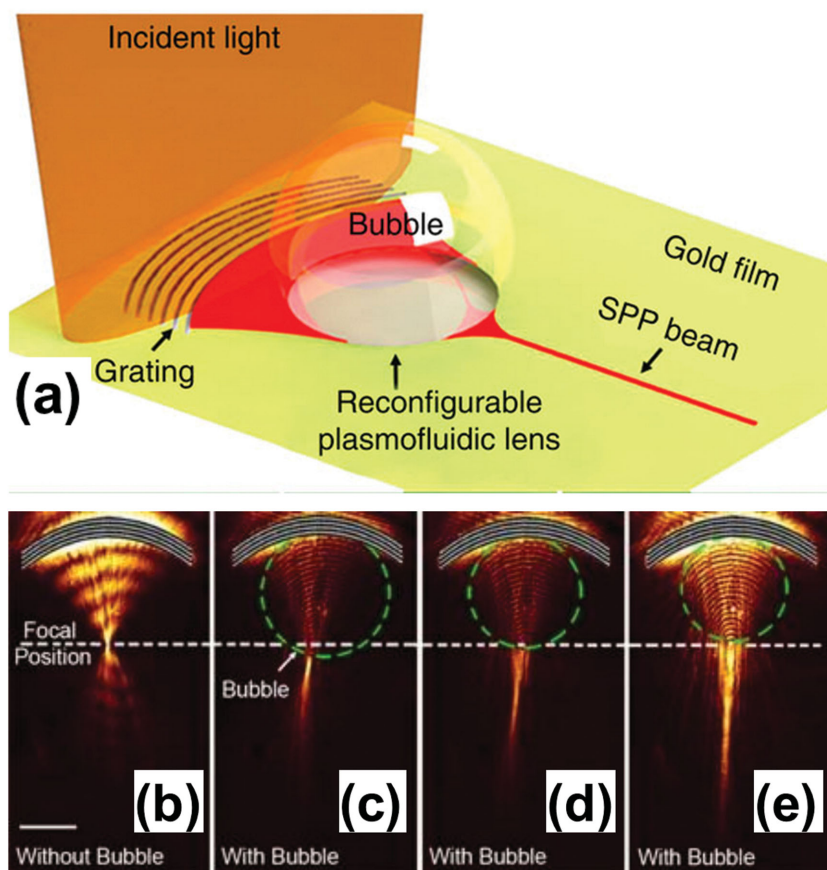 Incident light
Bubble
Gold film
SPP beam
Grating
(a)
Reconfigurable
plasmofluidic lens
Focal
Position
Bubble
(b)
(c)
(d)
(e)
Without Bubble
With Bubble
With Bubble
With Bubble